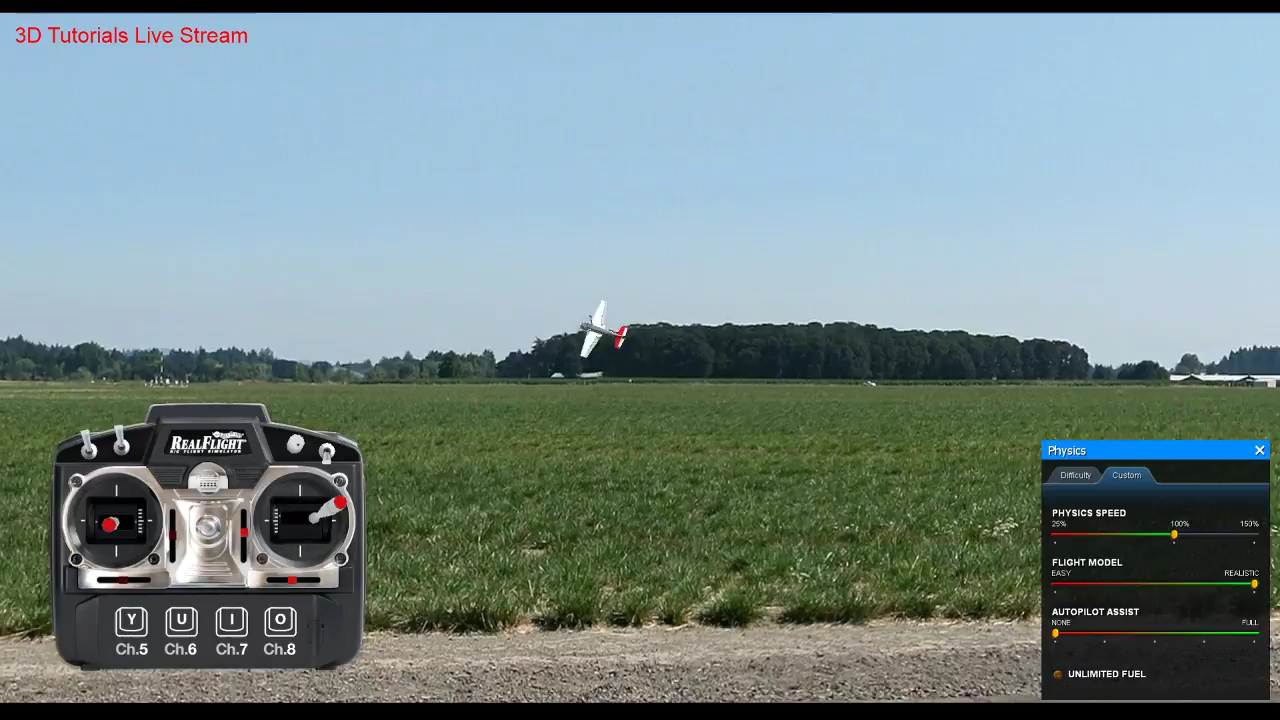 3D Tutorials Live Stream
REALFLIGHT
R/C FLIGHT SIMULATOR
Y U I O
Ch.5 Ch.6 Ch.7 Ch.8
Physics
Difficulty Custom
PHYSICS SPEED
25% 100% 150%
FLIGHT MODEL
EASY REALISTIC
AUTOPILOT ASSIST
NONE FULL
UNLIMITED FUEL